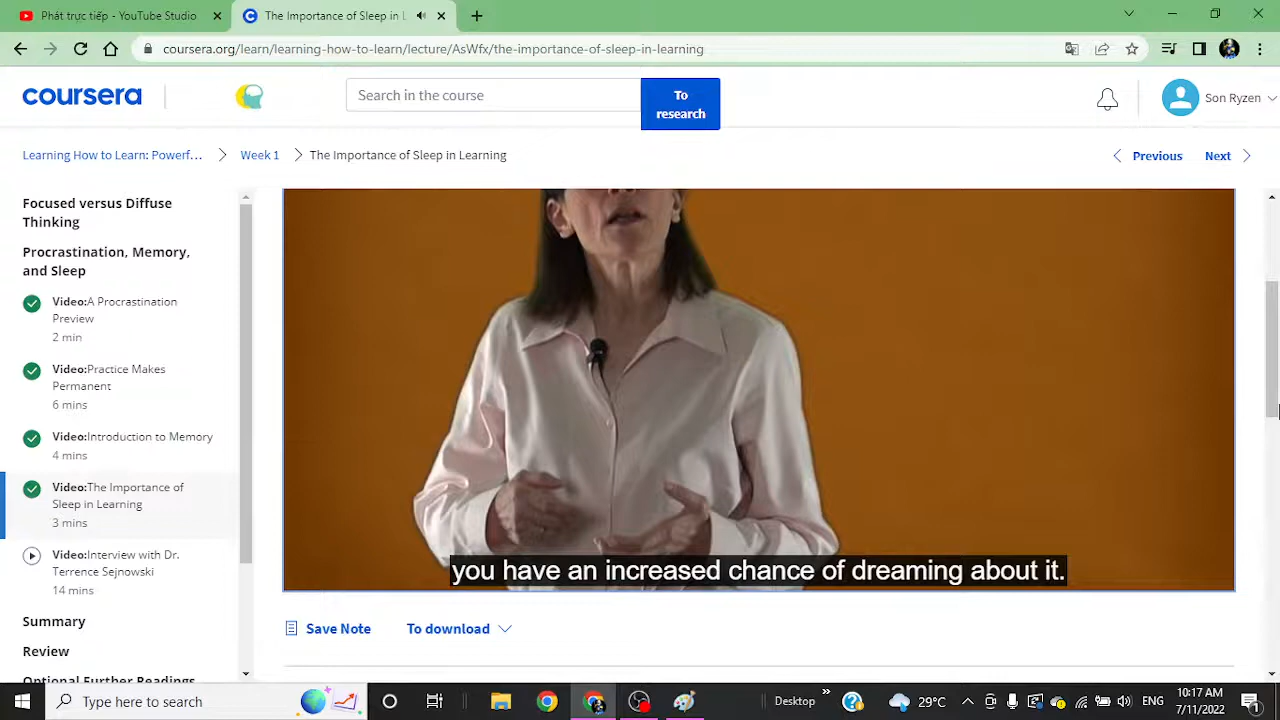 Phát trực tiếp - YouTube Studio
The Importance of Sleep in L
coursera.org/learn/learning-how-to-learn/lecture/AsWfx/the-importance-of-sleep-in-learning
coursera
Search in the course
To
research
Son Ryzen
Learning How to Learn: Powerf...
Week 1
The Importance of Sleep in Learning
Previous
Next
Focused versus Diffuse
Thinking
Procrastination, Memory,
and Sleep
Video:A Procrastination
Preview
2 min
Video:Practice Makes
Permanent
6 mins
Video:Introduction to Memory
4 mins
Video:The Importance of
Sleep in Learning
3 mins
Video:Interview with Dr.
Terrence Sejnowski
14 mins
Summary
Review
Optional Further Readings
you have an increased chance of dreaming about it.
Save Note
To download
Type here to search
Desktop
29°C
ENG
10:17 AM
7/11/2022
1